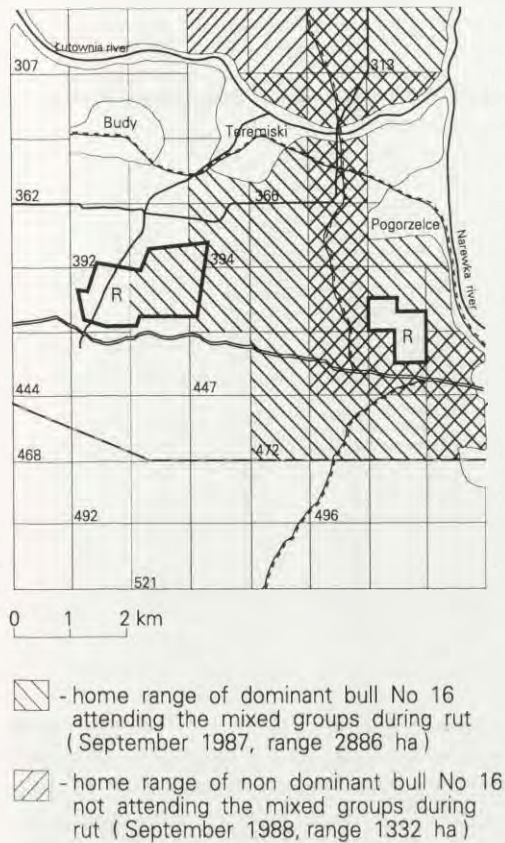 Łutownia river
307
313
Budy
Teremiski
362
366
Pogorzelce
392
394
Narewka river
R
R
444
447
468
472
492
496
521
0 1 2 km
- home range of dominant bull No 16
attending the mixed groups during rut
( September 1987, range 2886 ha )
- home range of non dominant bull No 16
not attending the mixed groups during
rut ( September 1988, range 1332 ha )